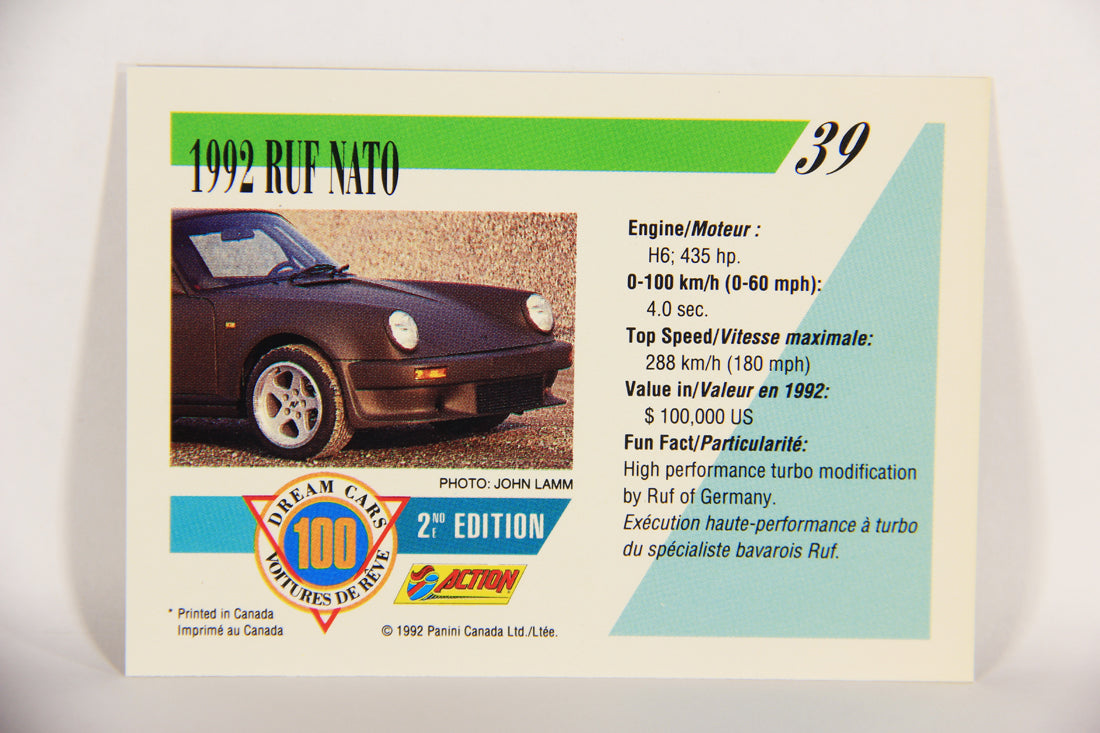 1992 RUF NATO
39
Engine/Moteur :
H6; 435 hp.
0-100 km/h (0-60 mph):
4.0 sec.
Top Speed/Vitesse maximale:
288 km/h (180 mph)
Value in/Valeur en 1992:
$ 100,000 US
Fun Fact/Particularité:
High performance turbo modification
by Ruf of Germany.
Exécution haute-performance à turbo
du spécialiste bavarois Ruf.
PHOTO: JOHN LAMM
DREAM CARS
100
VOITURES DE RÊVE
2ND E EDITION
ACTION
* Printed in Canada
Imprimé au Canada
© 1992 Panini Canada Ltd./Ltée.